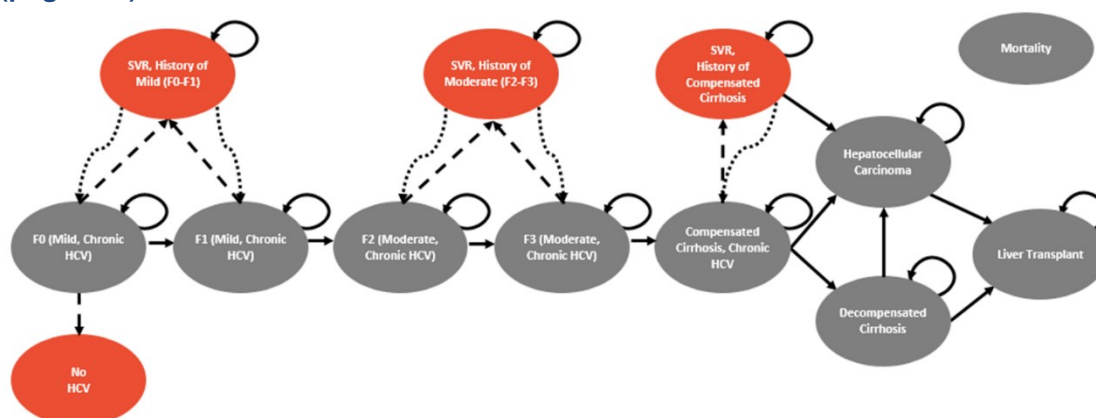 SVR, History of
Mild (F0-F1)
SVR, History of
Moderate (F2-F3)
SVR,
History of
Compensated
Cirrhosis
Mortality
Hepatocellular
Carcinoma
F0 (Mild, Chronic
HCV)
F1 (Mild, Chronic
HCV)
F2 (Moderate,
Chronic HCV)
F3 (Moderate,
Chronic HCV)
Compensated
Cirrhosis, Chronic
HCV
Liver Transplant
Decompensated
Cirrhosis
No
HCV